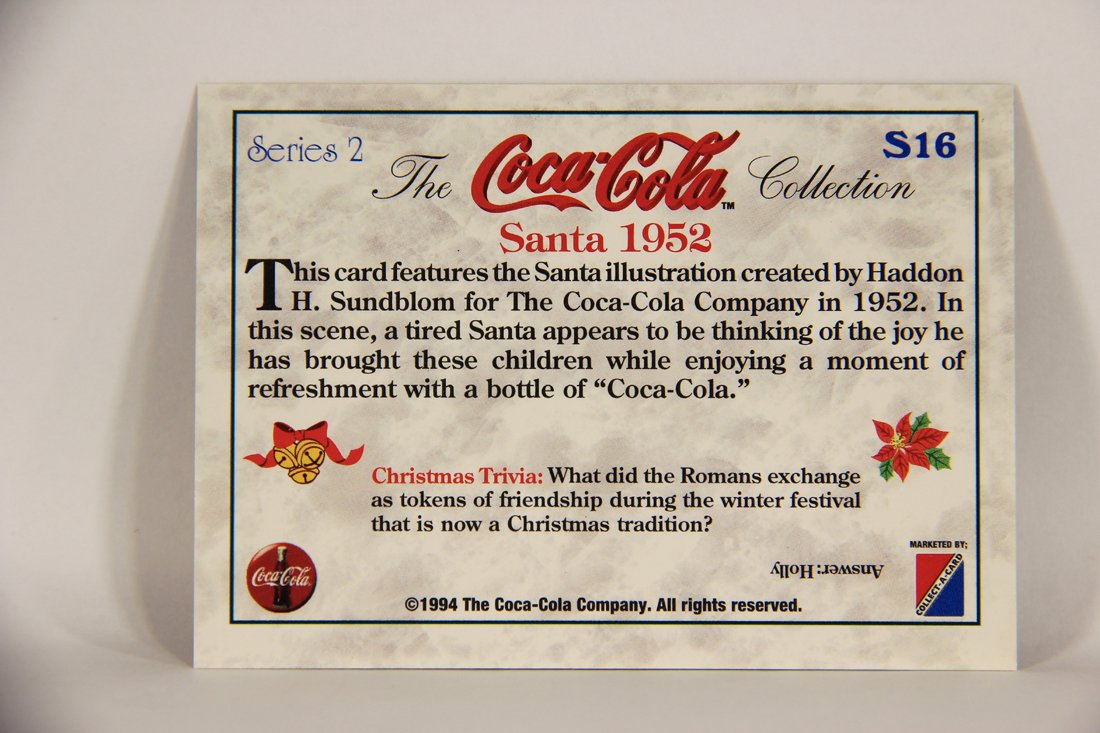 Series 2
S16
The Coca-Cola™ Collection
Santa 1952
This card features the Santa illustration created by Haddon
H. Sundblom for The Coca-Cola Company in 1952. In
this scene, a tired Santa appears to be thinking of the joy he
has brought these children while enjoying a moment of
refreshment with a bottle of “Coca-Cola.”
Christmas Trivia: What did the Romans exchange
as tokens of friendship during the winter festival
that is now a Christmas tradition?
Answer: Holly
Coca-Cola
©1994 The Coca-Cola Company. All rights reserved.
MARKETED BY;
COLLECT-A-CARD